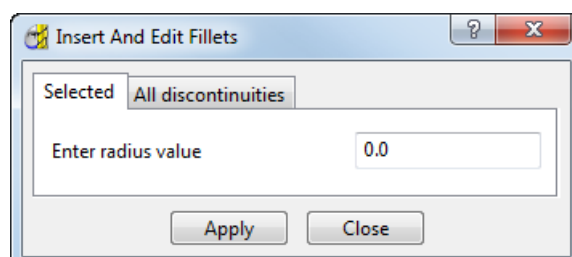 Insert And Edit Fillets ? X
Selected All discontinuities
Enter radius value 0.0
Apply Close